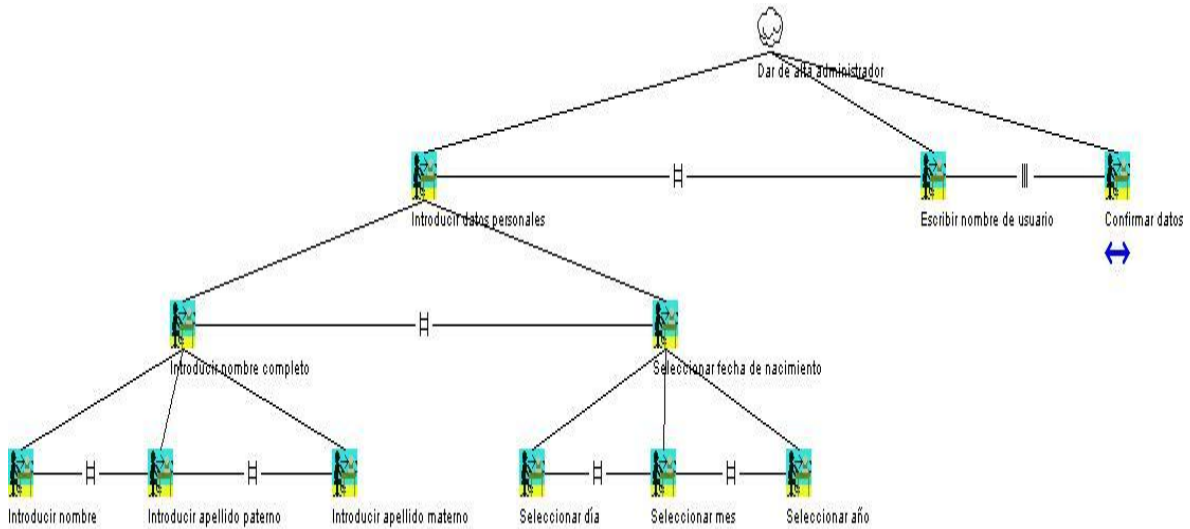 Dar de alta administrador
Introducir datos personales
Escribir nombre de usuario
Confirmar datos
Introducir nombre completo
Seleccionar fecha de nacimiento
Introducir nombre
Introducir apellido paterno
Introducir apellido materno
Seleccionar día
Seleccionar mes
Seleccionar año